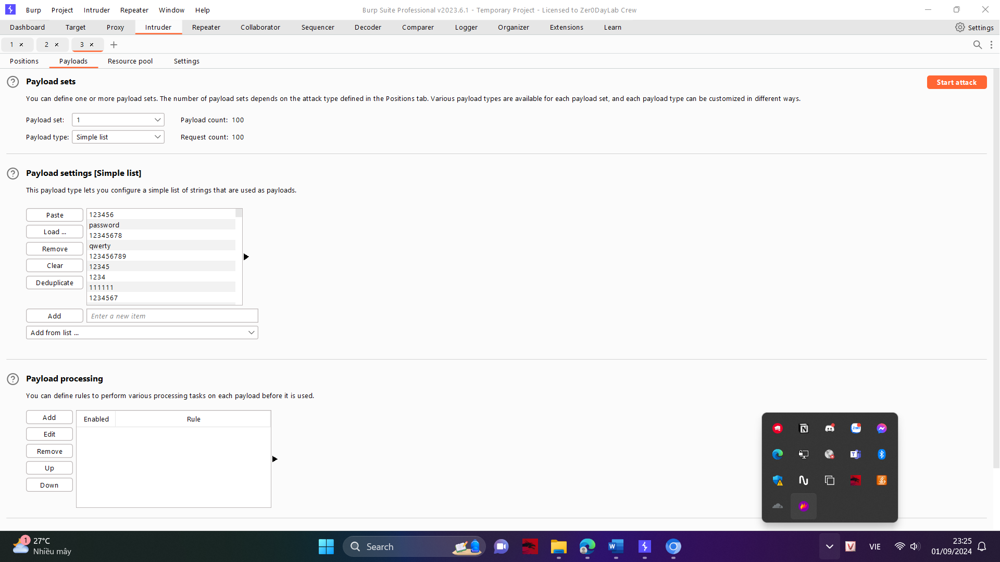 Burp Project Intruder Repeater Window Help
Burp Suite Professional v2023.6.1 - Temporary Project - Licensed to Zer0DayLab Crew
Dashboard Target Proxy Intruder Repeater Collaborator Sequencer Decoder Comparer Logger Organizer Extensions Learn
Settings
1 × 2 × 3 × +
Positions Payloads Resource pool Settings
? Payload sets
Start attack
You can define one or more payload sets. The number of payload sets depends on the attack type defined in the Positions tab. Various payload types are available for each payload set, and each payload type can be customized in different ways.
Payload set: 1 Payload count: 100
Payload type: Simple list Request count: 100
? Payload settings [Simple list]
This payload type lets you configure a simple list of strings that are used as payloads.
Paste
Load ...
Remove
Clear
Deduplicate
123456
password
12345678
qwerty
123456789
12345
1234
111111
1234567
Add Enter a new item
Add from list ...
? Payload processing
You can define rules to perform various processing tasks on each payload before it is used.
Add
Edit
Remove
Up
Down
Enabled Rule
Zalo
1
27°C
Nhiều mây
Search
VIE
23:25
01/09/2024